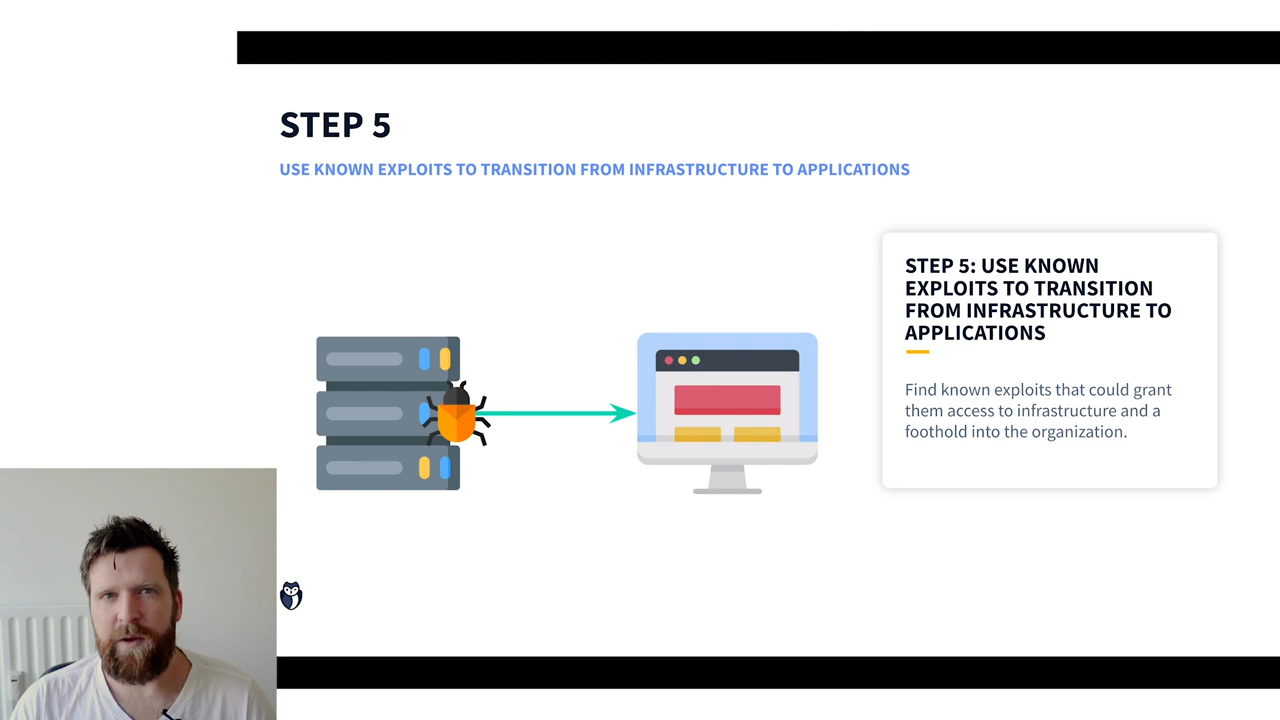 STEP 5
USE KNOWN EXPLOITS TO TRANSITION FROM INFRASTRUCTURE TO APPLICATIONS
STEP 5: USE KNOWN
EXPLOITS TO TRANSITION
FROM INFRASTRUCTURE TO
APPLICATIONS
Find known exploits that could grant
them access to infrastructure and a
foothold into the organization.